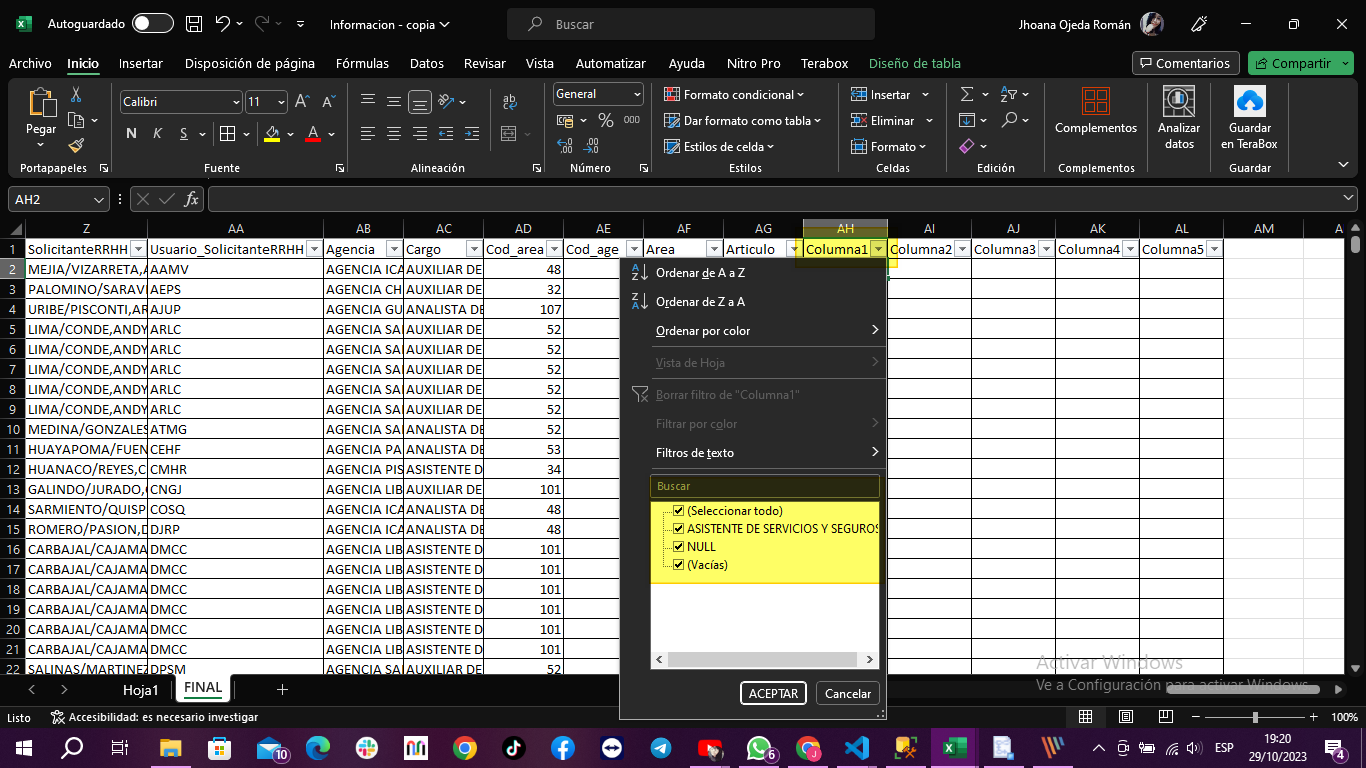 Autoguardado
Informacion - copia
Buscar
Jhoana Ojeda Román
Archivo Inicio Insertar Disposición de página Fórmulas Datos Revisar Vista Automatizar Ayuda Nitro Pro Terabox Diseño de tabla
Comentarios Compartir
Pegar
Portapapeles
Calibri 11
N K S
Fuente
Alineación
General
% 000
Número
Formato condicional
Dar formato como tabla
Estilos de celda
Estilos
Insertar
Eliminar
Formato
Celdas
Edición
Complementos
Complementos
Analizar
datos
Guardar
en TeraBox
Guardar
AH2 fx
Z AA AB AC AD AE AF AG AH AI AJ AK AL AM A
1 SolicitanteRRHH Usuario_SolicitanteRRHH Agencia Cargo Cod_area Cod_age Area Articulo Columna1 Columna2 Columna3 Columna4 Columna5
2 MEJIA/VIZARRETA,A AAMV AGENCIA ICA AUXILIAR DE 48
3 PALOMINO/SARAVI AEPS AGENCIA CH AUXILIAR DE 32
4 URIBE/PISCONTI,AR AJUP AGENCIA GU ANALISTA DE 107
5 LIMA/CONDE,ANDY ARLC AGENCIA SAI AUXILIAR DE 52
6 LIMA/CONDE,ANDY ARLC AGENCIA SAI AUXILIAR DE 52
7 LIMA/CONDE,ANDY ARLC AGENCIA SAI AUXILIAR DE 52
8 LIMA/CONDE,ANDY ARLC AGENCIA SAI AUXILIAR DE 52
9 LIMA/CONDE,ANDY ARLC AGENCIA SAI AUXILIAR DE 52
10 MEDINA/GONZALES ATMG AGENCIA SAI ANALISTA DE 52
11 HUAYAPOMA/FUEN CEHF AGENCIA PA ANALISTA DE 53
12 HUANACO/REYES,C CMHR AGENCIA PIS ASISTENTE D 34
13 GALINDO/JURADO, CNGJ AGENCIA LIB AUXILIAR DE 101
14 SARMIENTO/QUISP COSQ AGENCIA ICA ANALISTA DE 48
15 ROMERO/PASION,D DJRP AGENCIA ICA ANALISTA DE 48
16 CARBAJAL/CAJAMA DMCC AGENCIA LIB ASISTENTE D 101
17 CARBAJAL/CAJAMA DMCC AGENCIA LIB ASISTENTE D 101
18 CARBAJAL/CAJAMA DMCC AGENCIA LIB ASISTENTE D 101
19 CARBAJAL/CAJAMA DMCC AGENCIA LIB ASISTENTE D 101
20 CARBAJAL/CAJAMA DMCC AGENCIA LIB ASISTENTE D 101
21 CARBAJAL/CAJAMA DMCC AGENCIA LIB ASISTENTE D 101
22 SALINAS/MARTINEZ DPSM AGENCIA SAI AUXILIAR DE 52
Ordenar de A a Z
Ordenar de Z a A
Ordenar por color
Vista de Hoja
Borrar filtro de "Columna1"
Filtrar por color
Filtros de texto
Buscar
(Seleccionar todo)
ASISTENTE DE SERVICIOS Y SEGUROS
NULL
(Vacías)
ACEPTAR Cancelar
Activar Windows
Ve a Configuración para activar Windows.
Hoja1 FINAL
Listo Accesibilidad: es necesario investigar 100%
10
6
ESP
19:20
29/10/2023
4